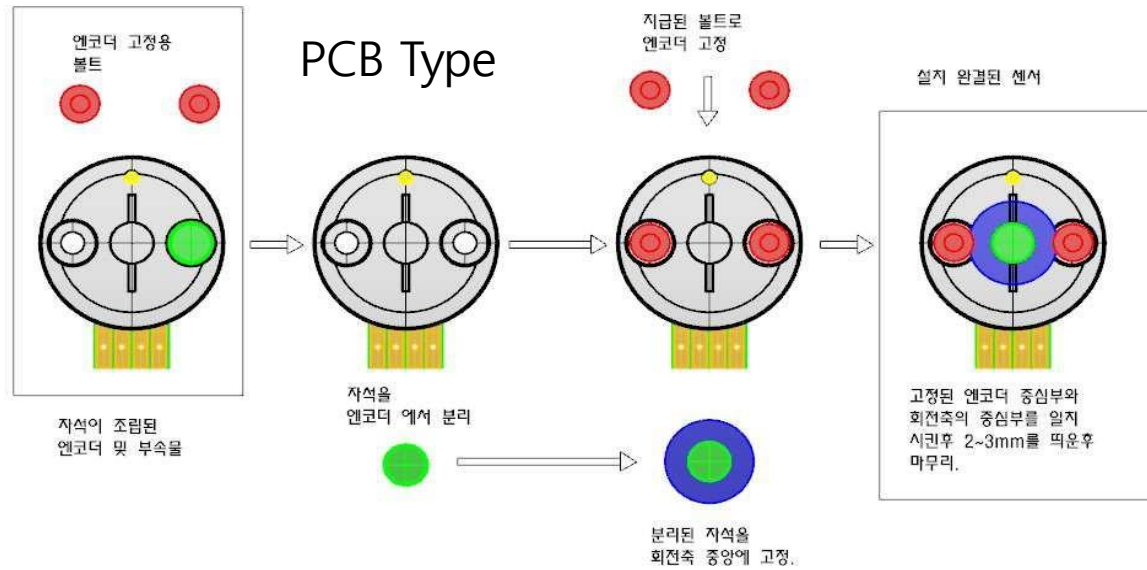 엔코더 고정용
볼트
PCB Type
지급된 볼트로
엔코더 고정
설치 완결된 센서
자석이 조립된
엔코더 및 부속물
자석을
엔코더 에서 분리
분리된 자석을
회전축 중앙에 고정.
고정된 엔코더 중심부와
회전축의 중심부를 일치
시킨후 2~3mm를 띄운후
마무리.